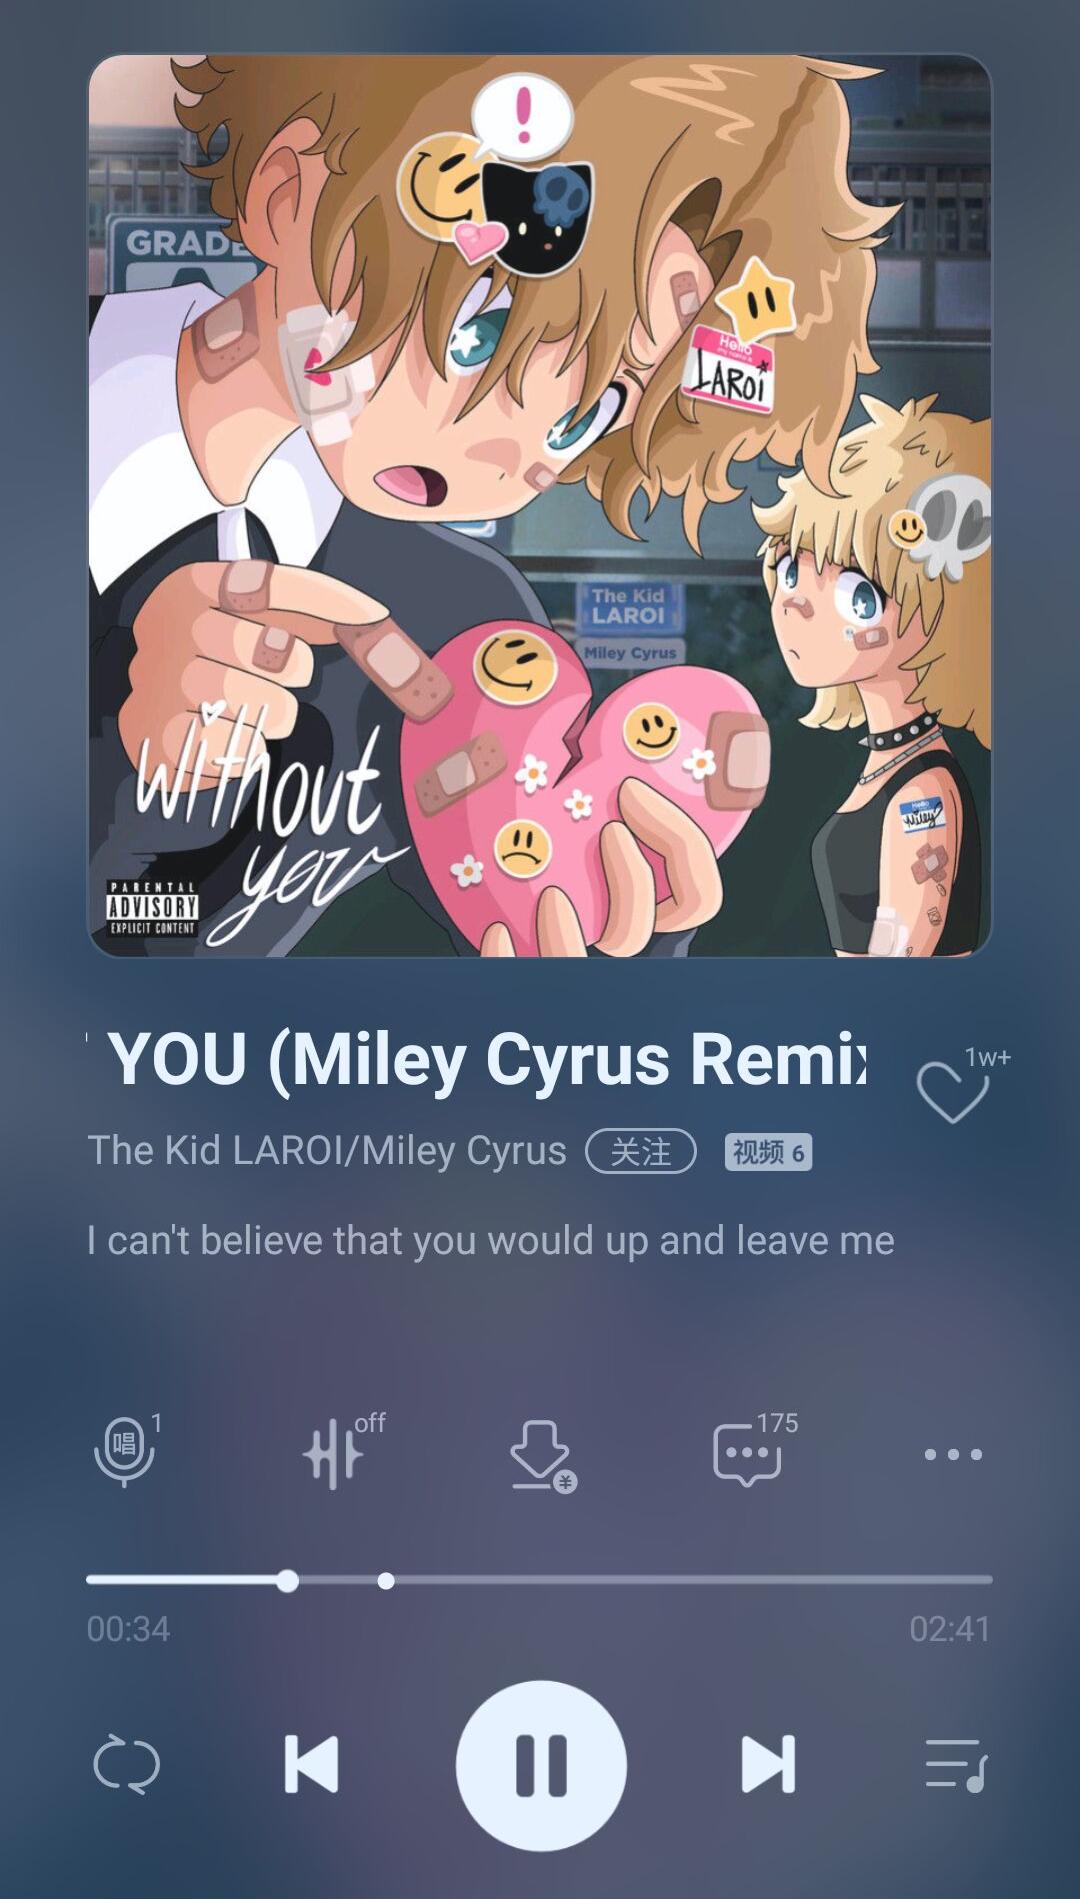 !
GRADE
A
Hello
my name is
LAROI
The Kid
LAROI
Miley Cyrus
Hello
Miley
without
you
PARENTAL
ADVISORY
EXPLICIT CONTENT
YOU (Miley Cyrus Remix
1w+
The Kid LAROI/Miley Cyrus 关注 视频 6
I can't believe that you would up and leave me
唱 1 off ¥ 175
00:34 02:41